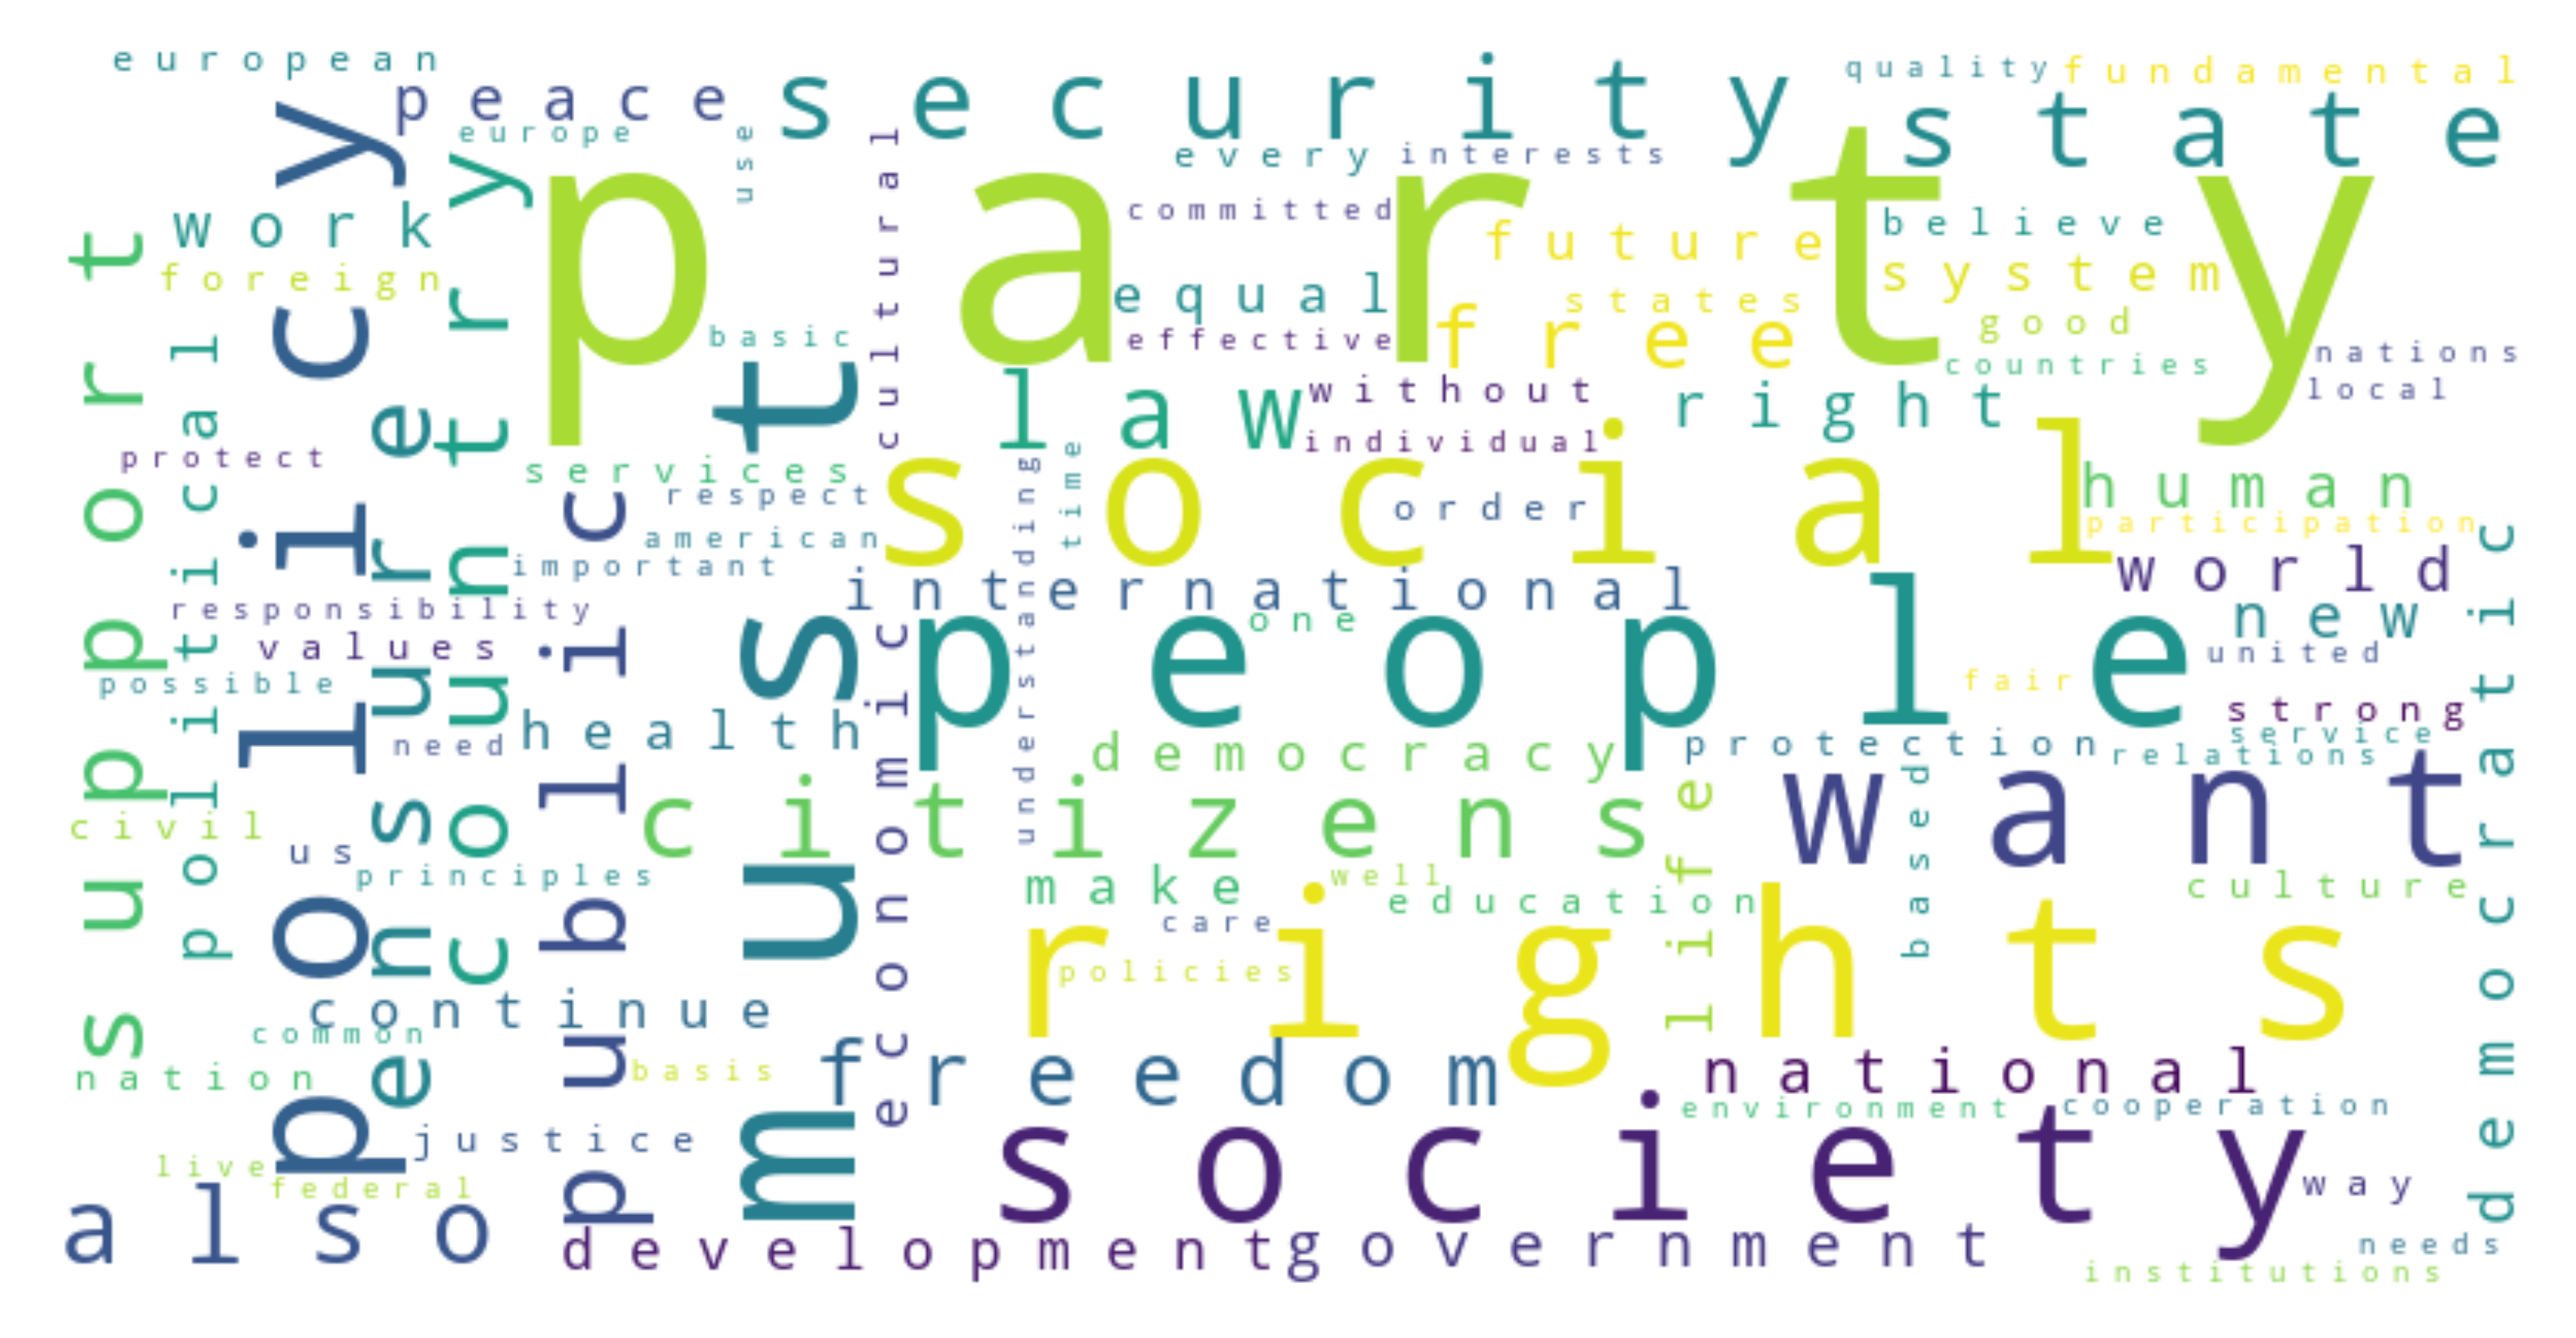 european
peace
security
quality
fundamental
state
europe
use
every
interests
policy
country
party
cultural
work
committed
believe
future
foreign
system
equal
states
support
political
basic
effective
free
good
countries
nations
local
ensure
must
law
without
right
individual
protect
services
respect
social
order
human
understanding
time
american
participation
important
international
world
democratic
responsibility
one
new
values
public
economic
people
united
possible
fair
strong
need
health
democracy
protection
service
relations
citizens
life
based
want
civil
us
principles
make
well
education
culture
care
rights
policies
continue
common
nation
basis
freedom
national
environment
cooperation
justice
society
live
federal
way
also
development
government
needs
institutions